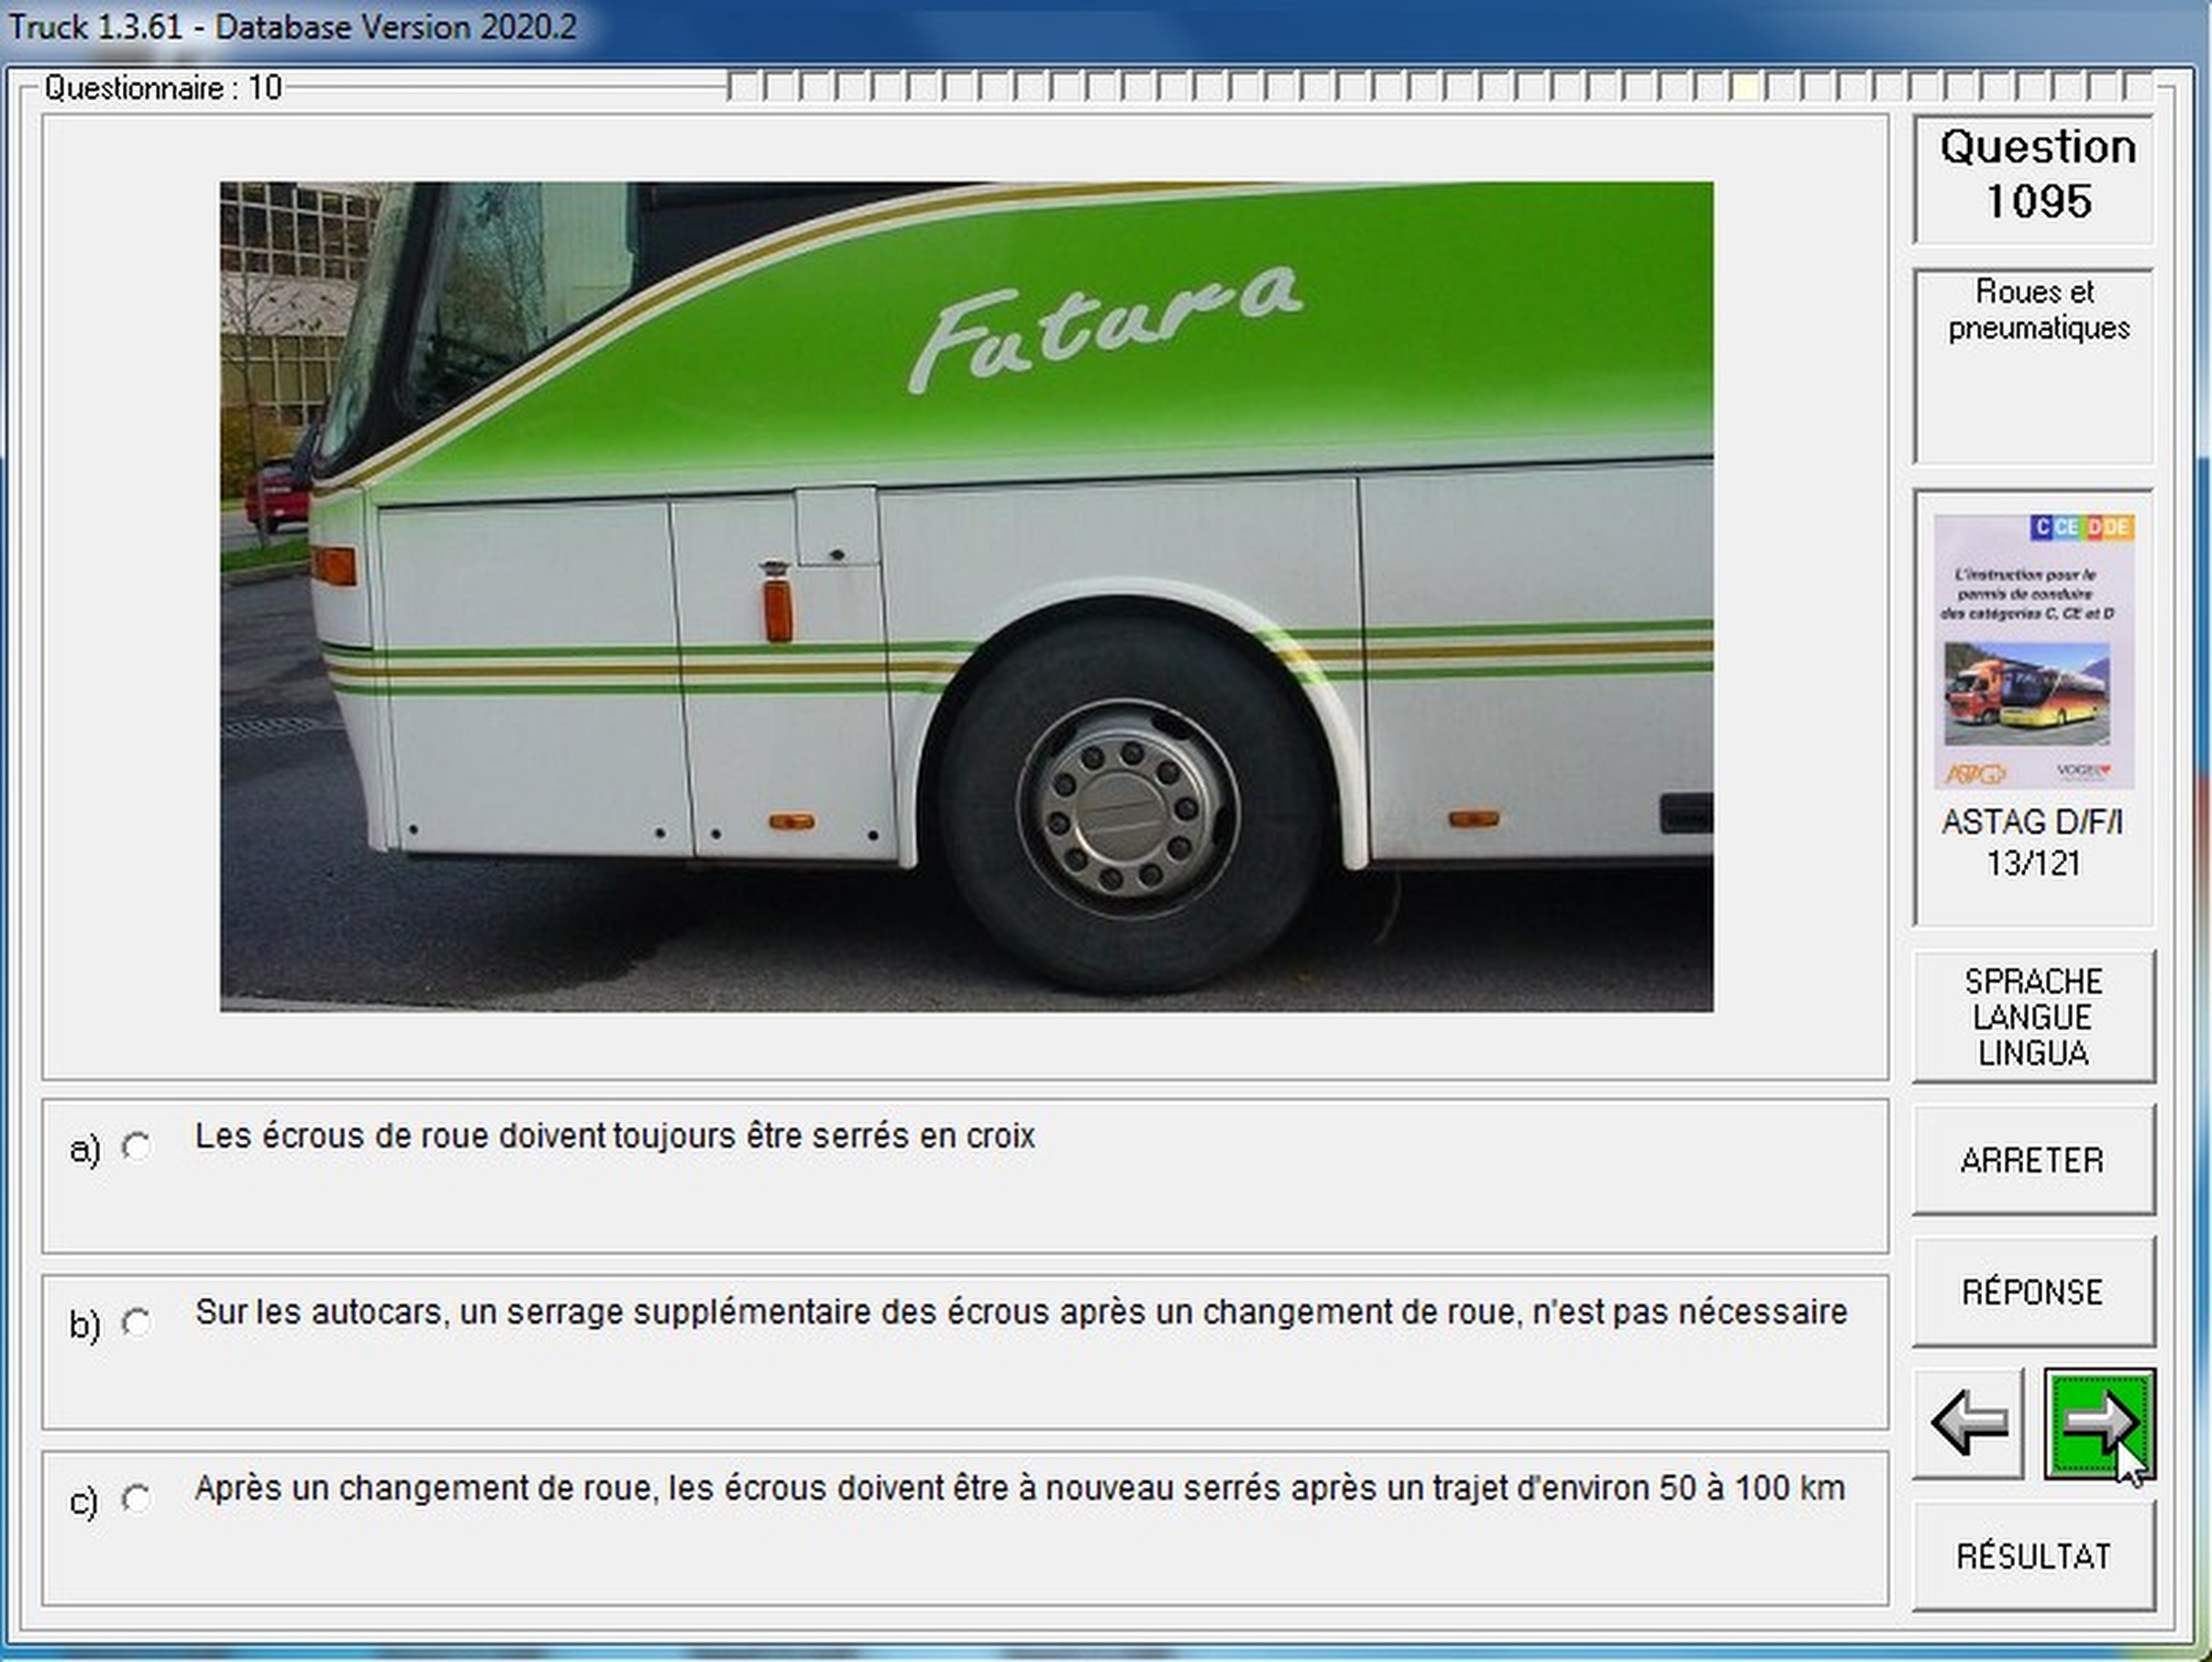 Truck 1.3.61 - Database Version 2020.2
Questionnaire : 10
Futura
Question
1095
Roues et
pneumatiques
C CE D DE
L'instruction pour le
permis de conduire
des catégories C, CE et D
ASTAG
VOGEL
ASTAG D/F/I
13/121
SPRACHE
LANGUE
LINGUA
ARRETER
RÉPONSE
RÉSULTAT
a) Les écrous de roue doivent toujours être serrés en croix
b) Sur les autocars, un serrage supplémentaire des écrous après un changement de roue, n'est pas nécessaire
c) Après un changement de roue, les écrous doivent être à nouveau serrés après un trajet d'environ 50 à 100 km